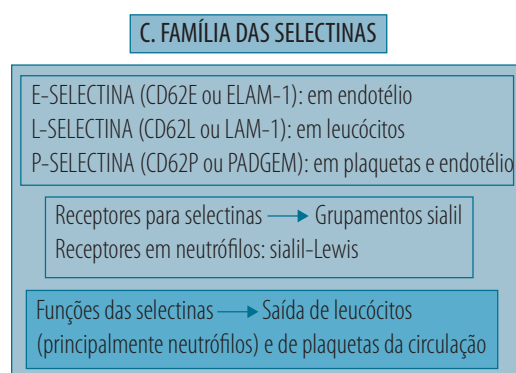 C. FAMÍLIA DAS SELECTINAS
E-SELECTINA (CD62E ou ELAM-1): em endotélio
L-SELECTINA (CD62L ou LAM-1): em leucócitos
P-SELECTINA (CD62P ou PADGEM): em plaquetas e endotélio
Receptores para selectinas → Grupamentos sialil
Receptores em neutrófilos: sialil-Lewis
Funções das selectinas → Saída de leucócitos
(principalmente neutrófilos) e de plaquetas da circulação